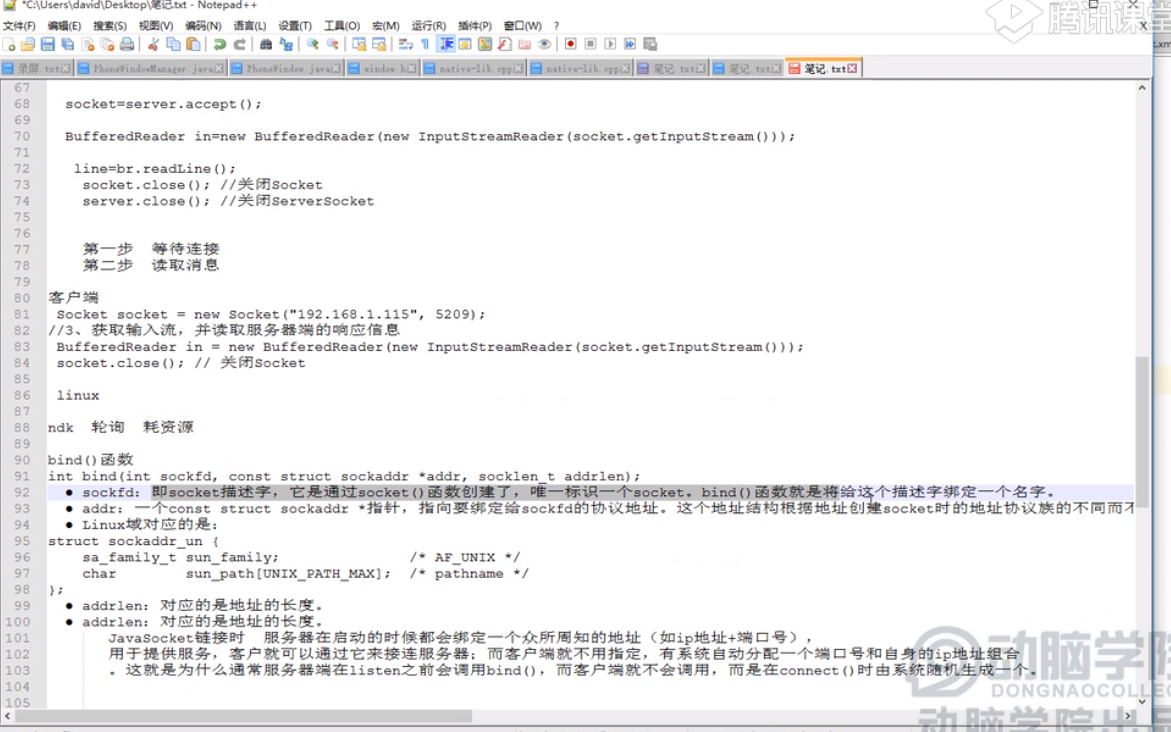 *C:\Users\david\Desktop\笔记.txt - Notepad++
文件(F) 编辑(E) 搜索(S) 视图(V) 编码(N) 语言(L) 设置(T) 工具(O) 宏(M) 运行(R) 插件(P) 窗口(W) ?
腾讯课堂
录屏.txt PhoneWindowManager.java PhoneWindow.java window.h native-lib.cpp native-lib.cpp 笔记.txt 笔记.txt 笔记.txt
67
68 socket=server.accept();
69
70 BufferedReader in=new BufferedReader(new InputStreamReader(socket.getInputStream()));
71
72 line=br.readLine();
73 socket.close(); //关闭Socket
74 server.close(); //关闭ServerSocket
75
76
77 第一步 等待连接
78 第二步 读取消息
79
80 客户端
81 Socket socket = new Socket("192.168.1.115", 5209);
82 //3、获取输入流，并读取服务器端的响应信息
83 BufferedReader in = new BufferedReader(new InputStreamReader(socket.getInputStream()));
84 socket.close(); // 关闭Socket
85
86 linux
87
88 ndk 轮询 耗资源
89
90 bind()函数
91 int bind(int sockfd, const struct sockaddr *addr, socklen_t addrlen);
92 ● sockfd：即socket描述字，它是通过socket()函数创建了，唯一标识一个socket。bind()函数就是将给这个描述字绑定一个名字。
93 ● addr：一个const struct sockaddr *指针，指向要绑定给sockfd的协议地址。这个地址结构根据地址创建socket时的地址协议族的不同而不
94 ● Linux域对应的是：
95 struct sockaddr_un {
96 sa_family_t sun_family; /* AF_UNIX */
97 char sun_path[UNIX_PATH_MAX]; /* pathname */
98 };
99 ● addrlen：对应的是地址的长度。
100 ● addrlen：对应的是地址的长度。
101 JavaSocket链接时 服务器在启动的时候都会绑定一个众所周知的地址（如ip地址+端口号），
102 用于提供服务，客户就可以通过它来接连服务器；而客户端就不用指定，有系统自动分配一个端口号和自身的ip地址组合
103 。这就是为什么通常服务器端在listen之前会调用bind()，而客户端就不会调用，而是在connect()时由系统随机生成一个。
104
105
动脑学院
DONGNAOCOLLE
动脑学院出品